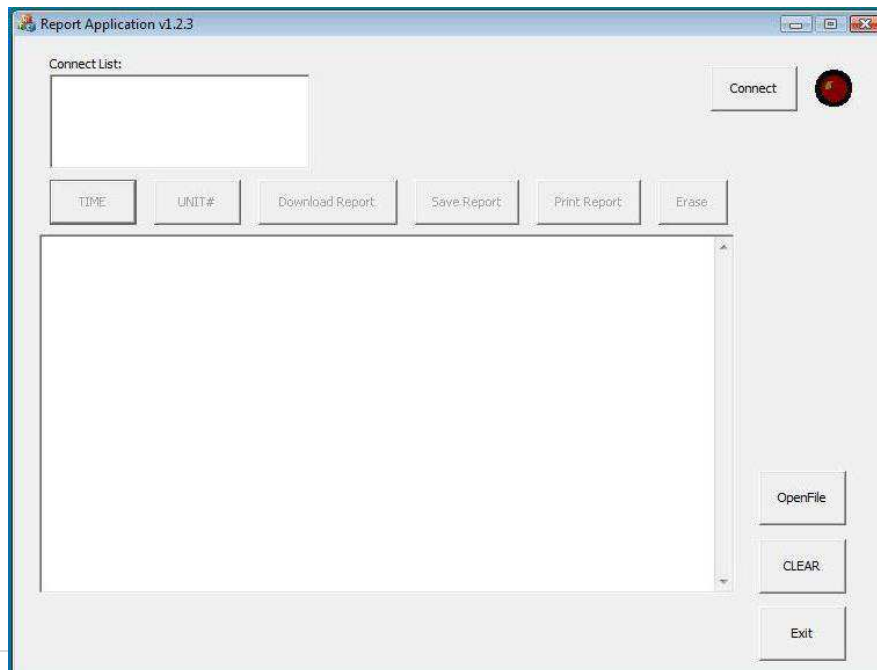 Report Application v1.2.3
Connect List:
Connect
TIME
UNIT#
Download Report
Save Report
Print Report
Erase
OpenFile
CLEAR
Exit